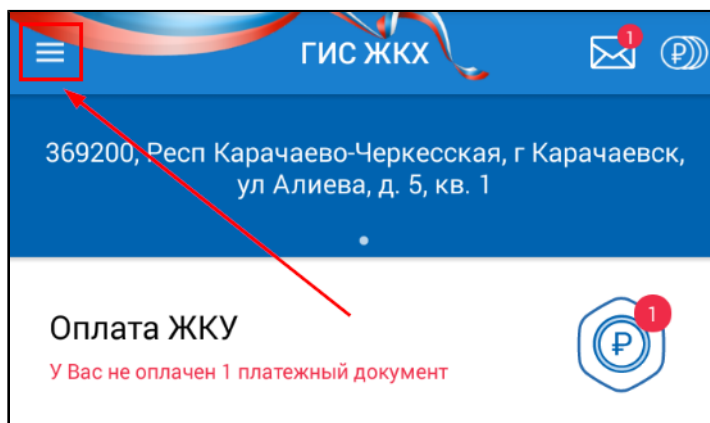 ГИС ЖКХ
1
369200, Респ Карачаево-Черкесская, г Карачаевск,
ул Алиева, д. 5, кв. 1
Оплата ЖКУ
1
У Вас не оплачен 1 платежный документ